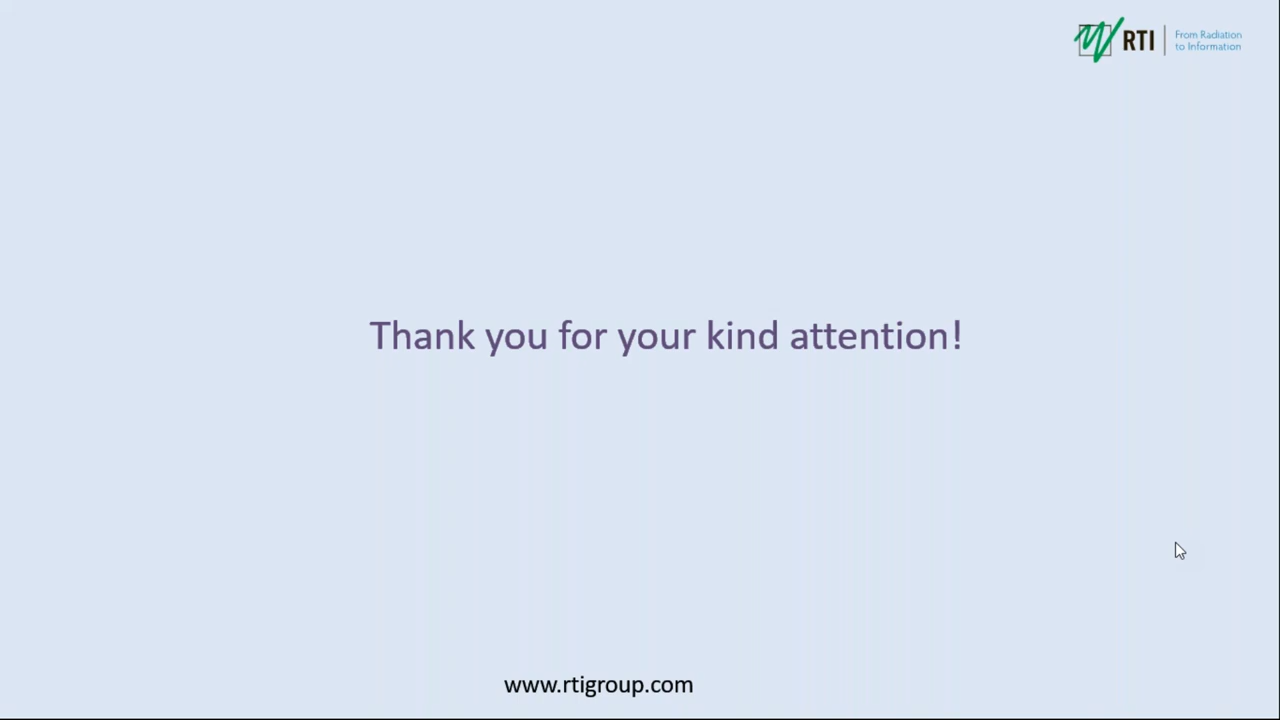 RTI
From Radiation
to Information
Thank you for your kind attention!
www.rtigroup.com